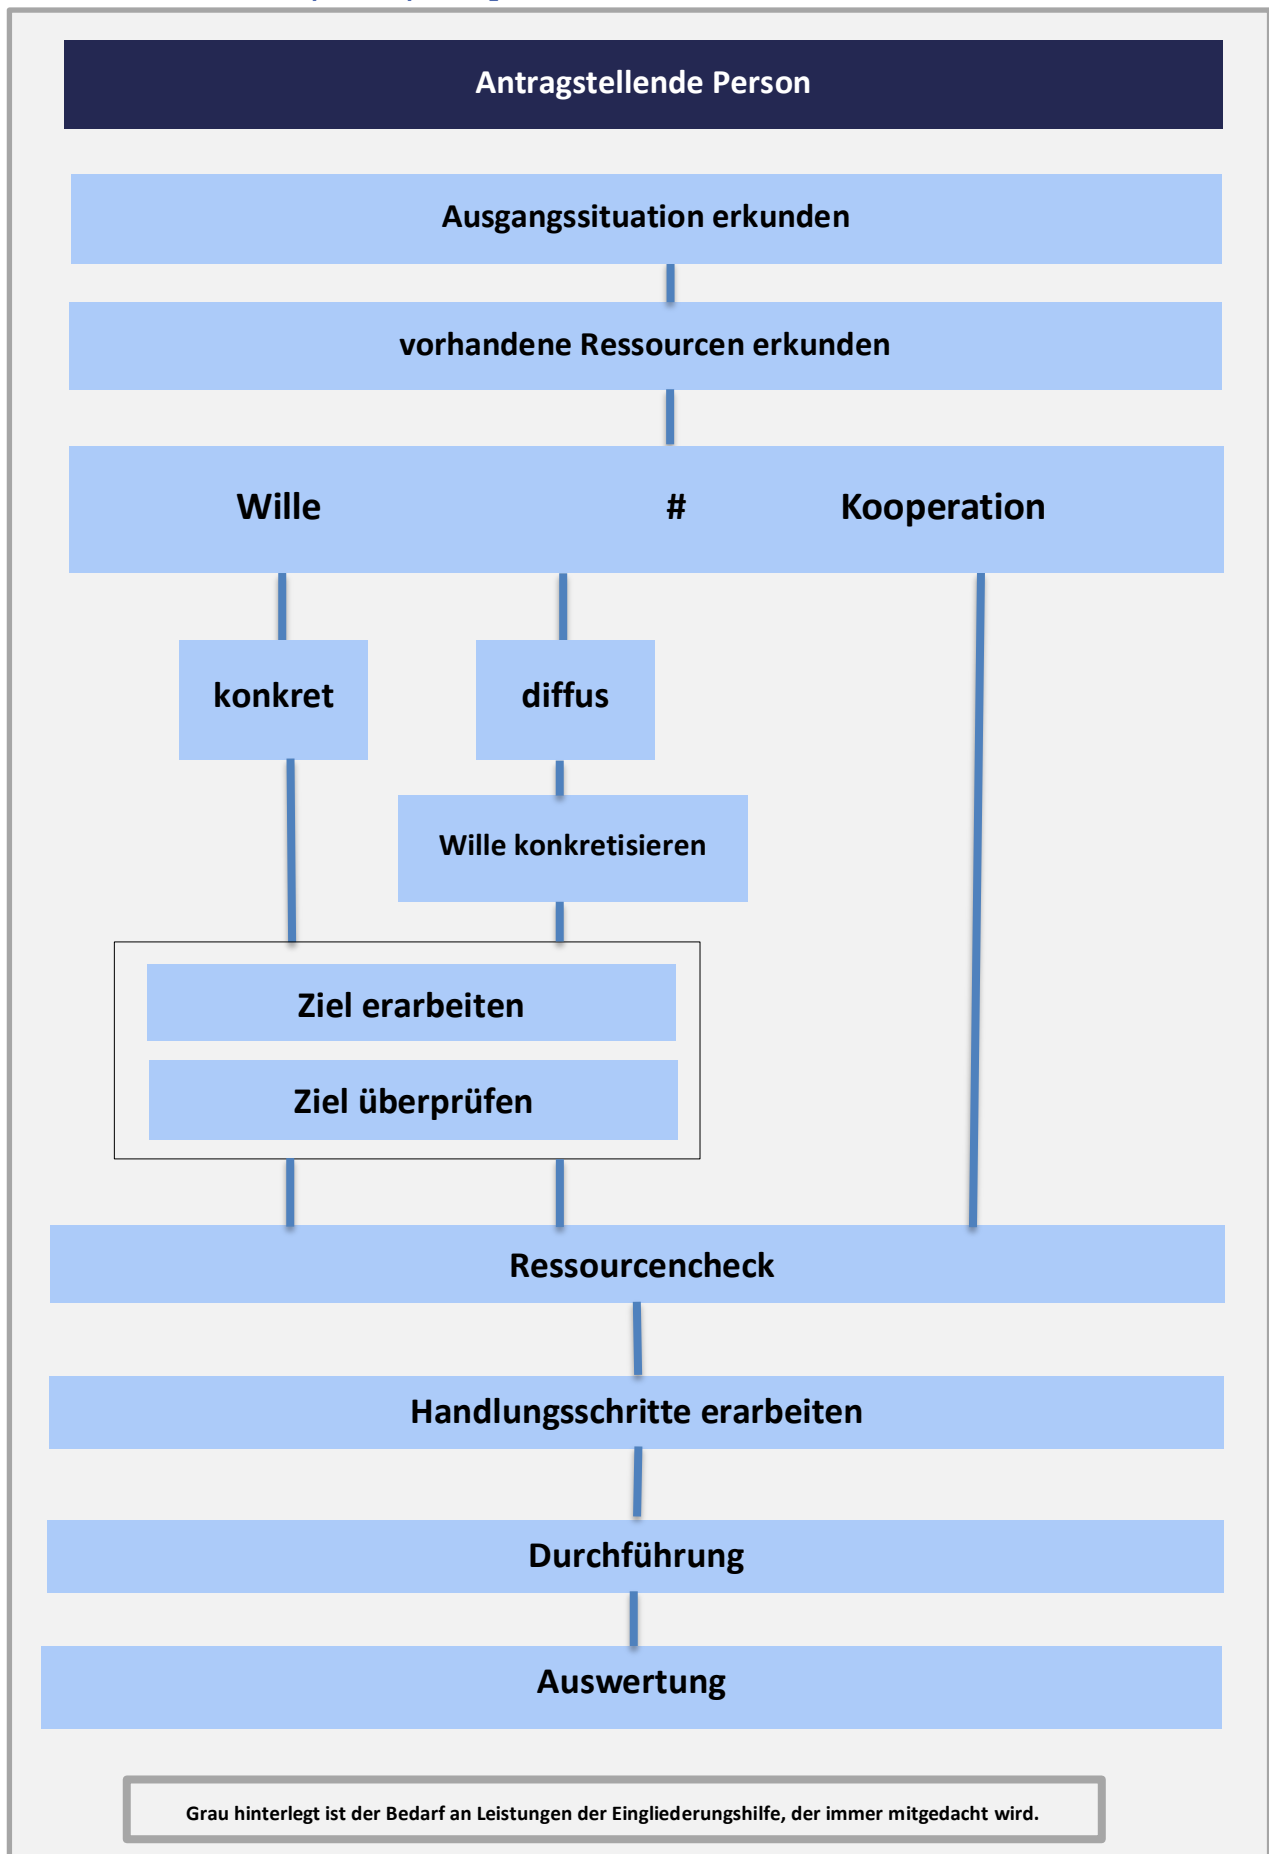 Antragstellende Person
Ausgangssituation erkunden
vorhandene Ressourcen erkunden
Wille # Kooperation
konkret diffus
Wille konkretisieren
Ziel erarbeiten
Ziel überprüfen
Ressourcencheck
Handlungsschritte erarbeiten
Durchführung
Auswertung
Grau hinterlegt ist der Bedarf an Leistungen der Eingliederungshilfe, der immer mitgedacht wird.